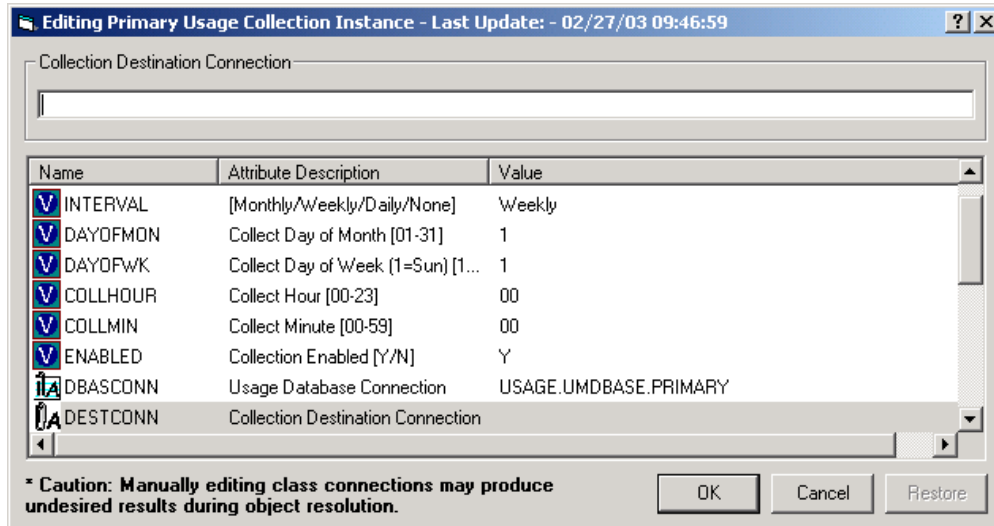 Editing Primary Usage Collection Instance - Last Update: - 02/27/03 09:46:59
Collection Destination Connection
Name Attribute Description Value
V INTERVAL [Monthly/Weekly/Daily/None] Weekly
V DAYOFMON Collect Day of Month [01-31] 1
V DAYOFWK Collect Day of Week (1=Sun) [1... 1
V COLLHOUR Collect Hour [00-23] 00
V COLLMIN Collect Minute [00-59] 00
V ENABLED Collection Enabled [Y/N] Y
A DBASCONN Usage Database Connection USAGE.UMDBASE.PRIMARY
A DESTCONN Collection Destination Connection
* Caution: Manually editing class connections may produce
undesired results during object resolution.
OK Cancel Restore